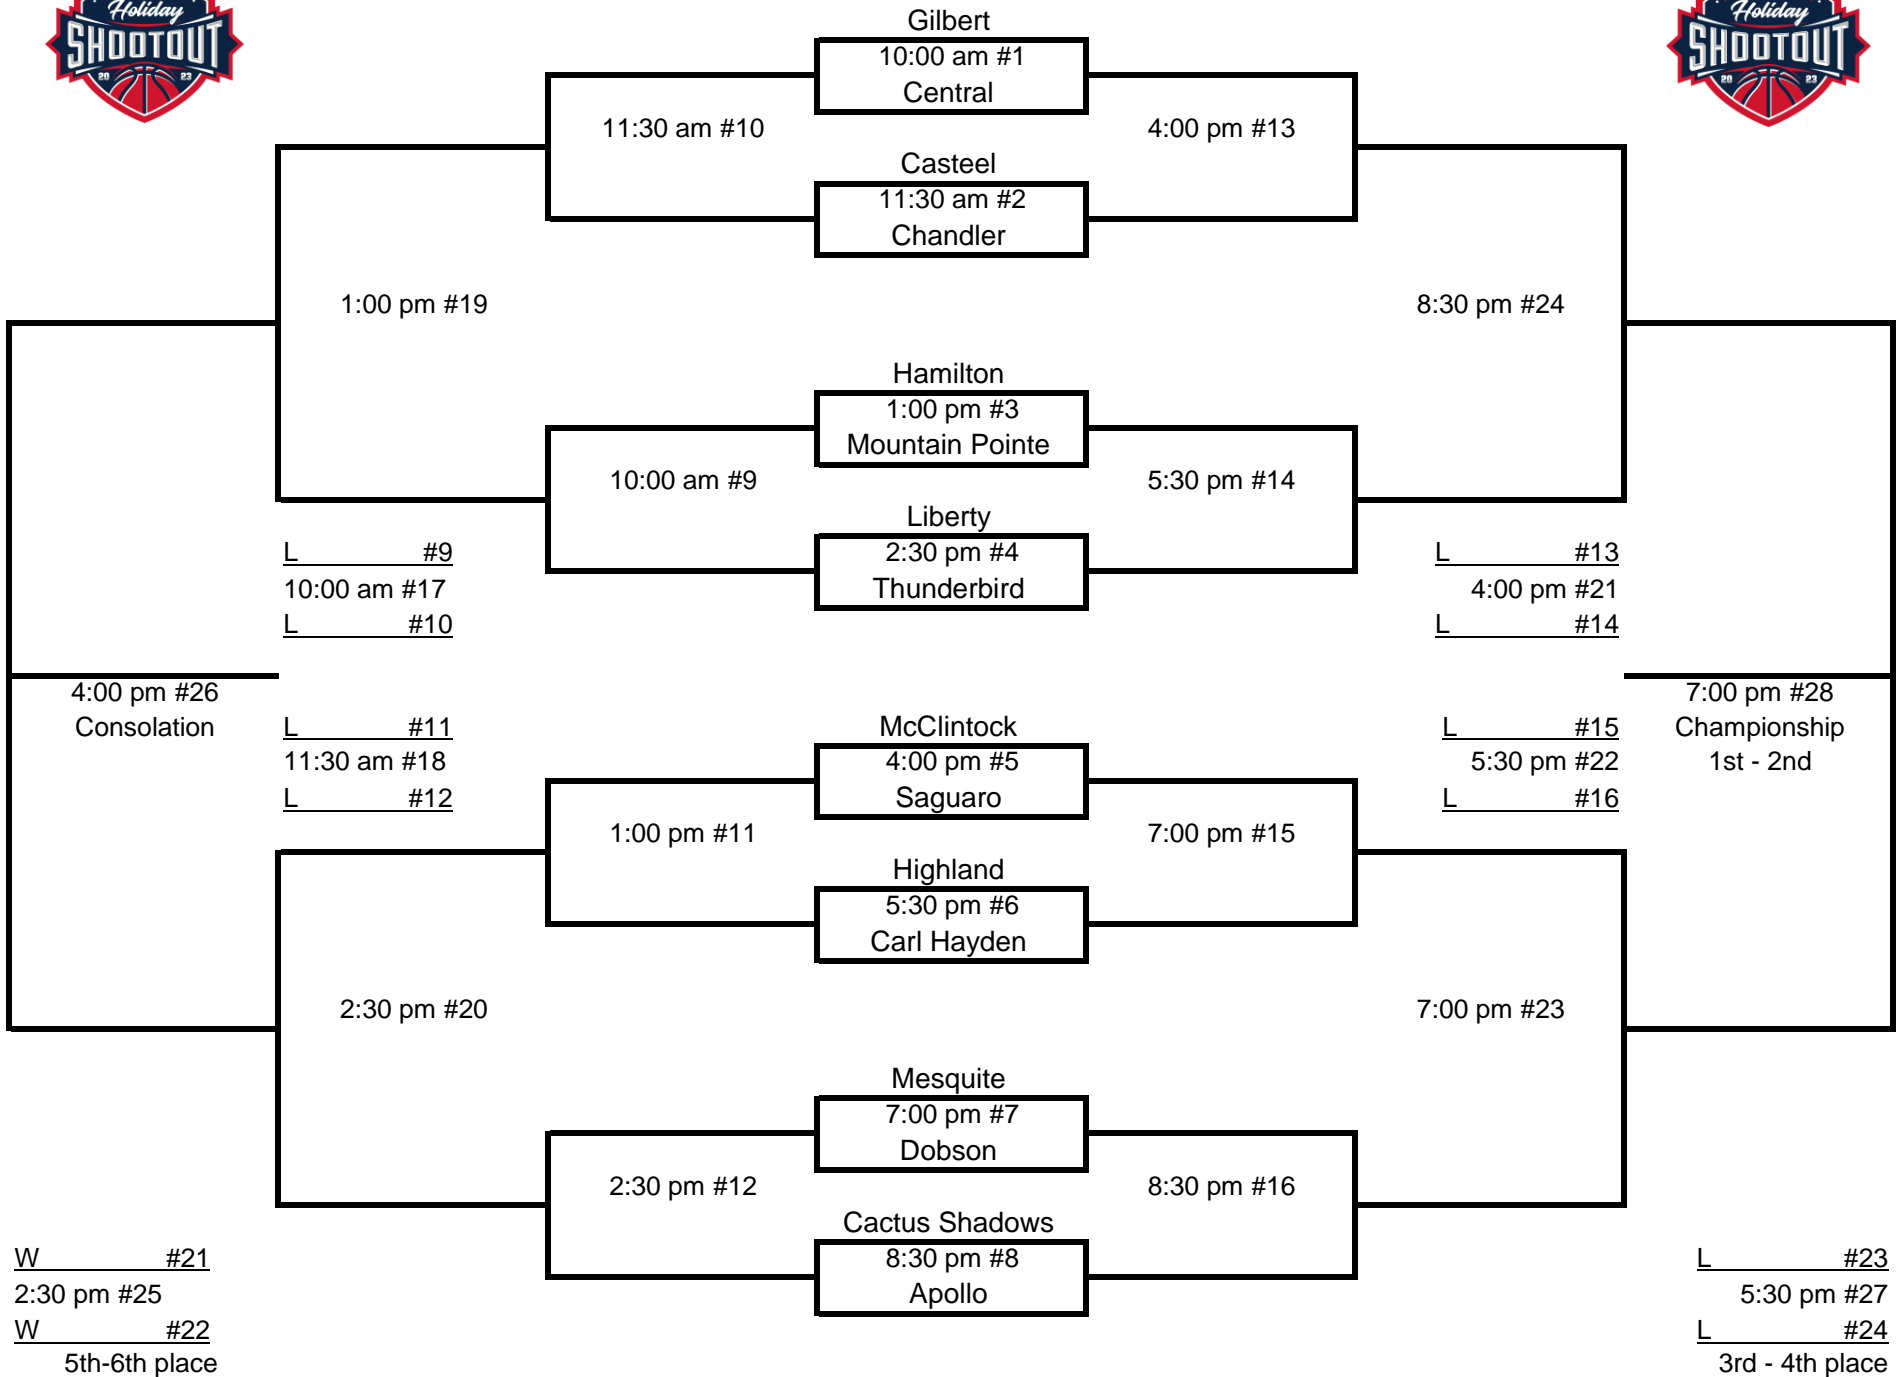 Holiday
SHOOTOUT
20 23
Holiday
SHOOTOUT
20 23
Gilbert
10:00 am #1
Central
11:30 am #10
4:00 pm #13
Casteel
11:30 am #2
Chandler
1:00 pm #19
8:30 pm #24
Hamilton
1:00 pm #3
Mountain Pointe
10:00 am #9
5:30 pm #14
Liberty
2:30 pm #4
Thunderbird
L #9
10:00 am #17
L #10
L #13
4:00 pm #21
L #14
4:00 pm #26
Consolation
7:00 pm #28
Championship
1st - 2nd
L #11
11:30 am #18
L #12
L #15
5:30 pm #22
L #16
McClintock
4:00 pm #5
Saguaro
1:00 pm #11
7:00 pm #15
Highland
5:30 pm #6
Carl Hayden
2:30 pm #20
7:00 pm #23
Mesquite
7:00 pm #7
Dobson
2:30 pm #12
8:30 pm #16
Cactus Shadows
8:30 pm #8
Apollo
W #21
2:30 pm #25
W #22
5th-6th place
L #23
5:30 pm #27
L #24
3rd - 4th place